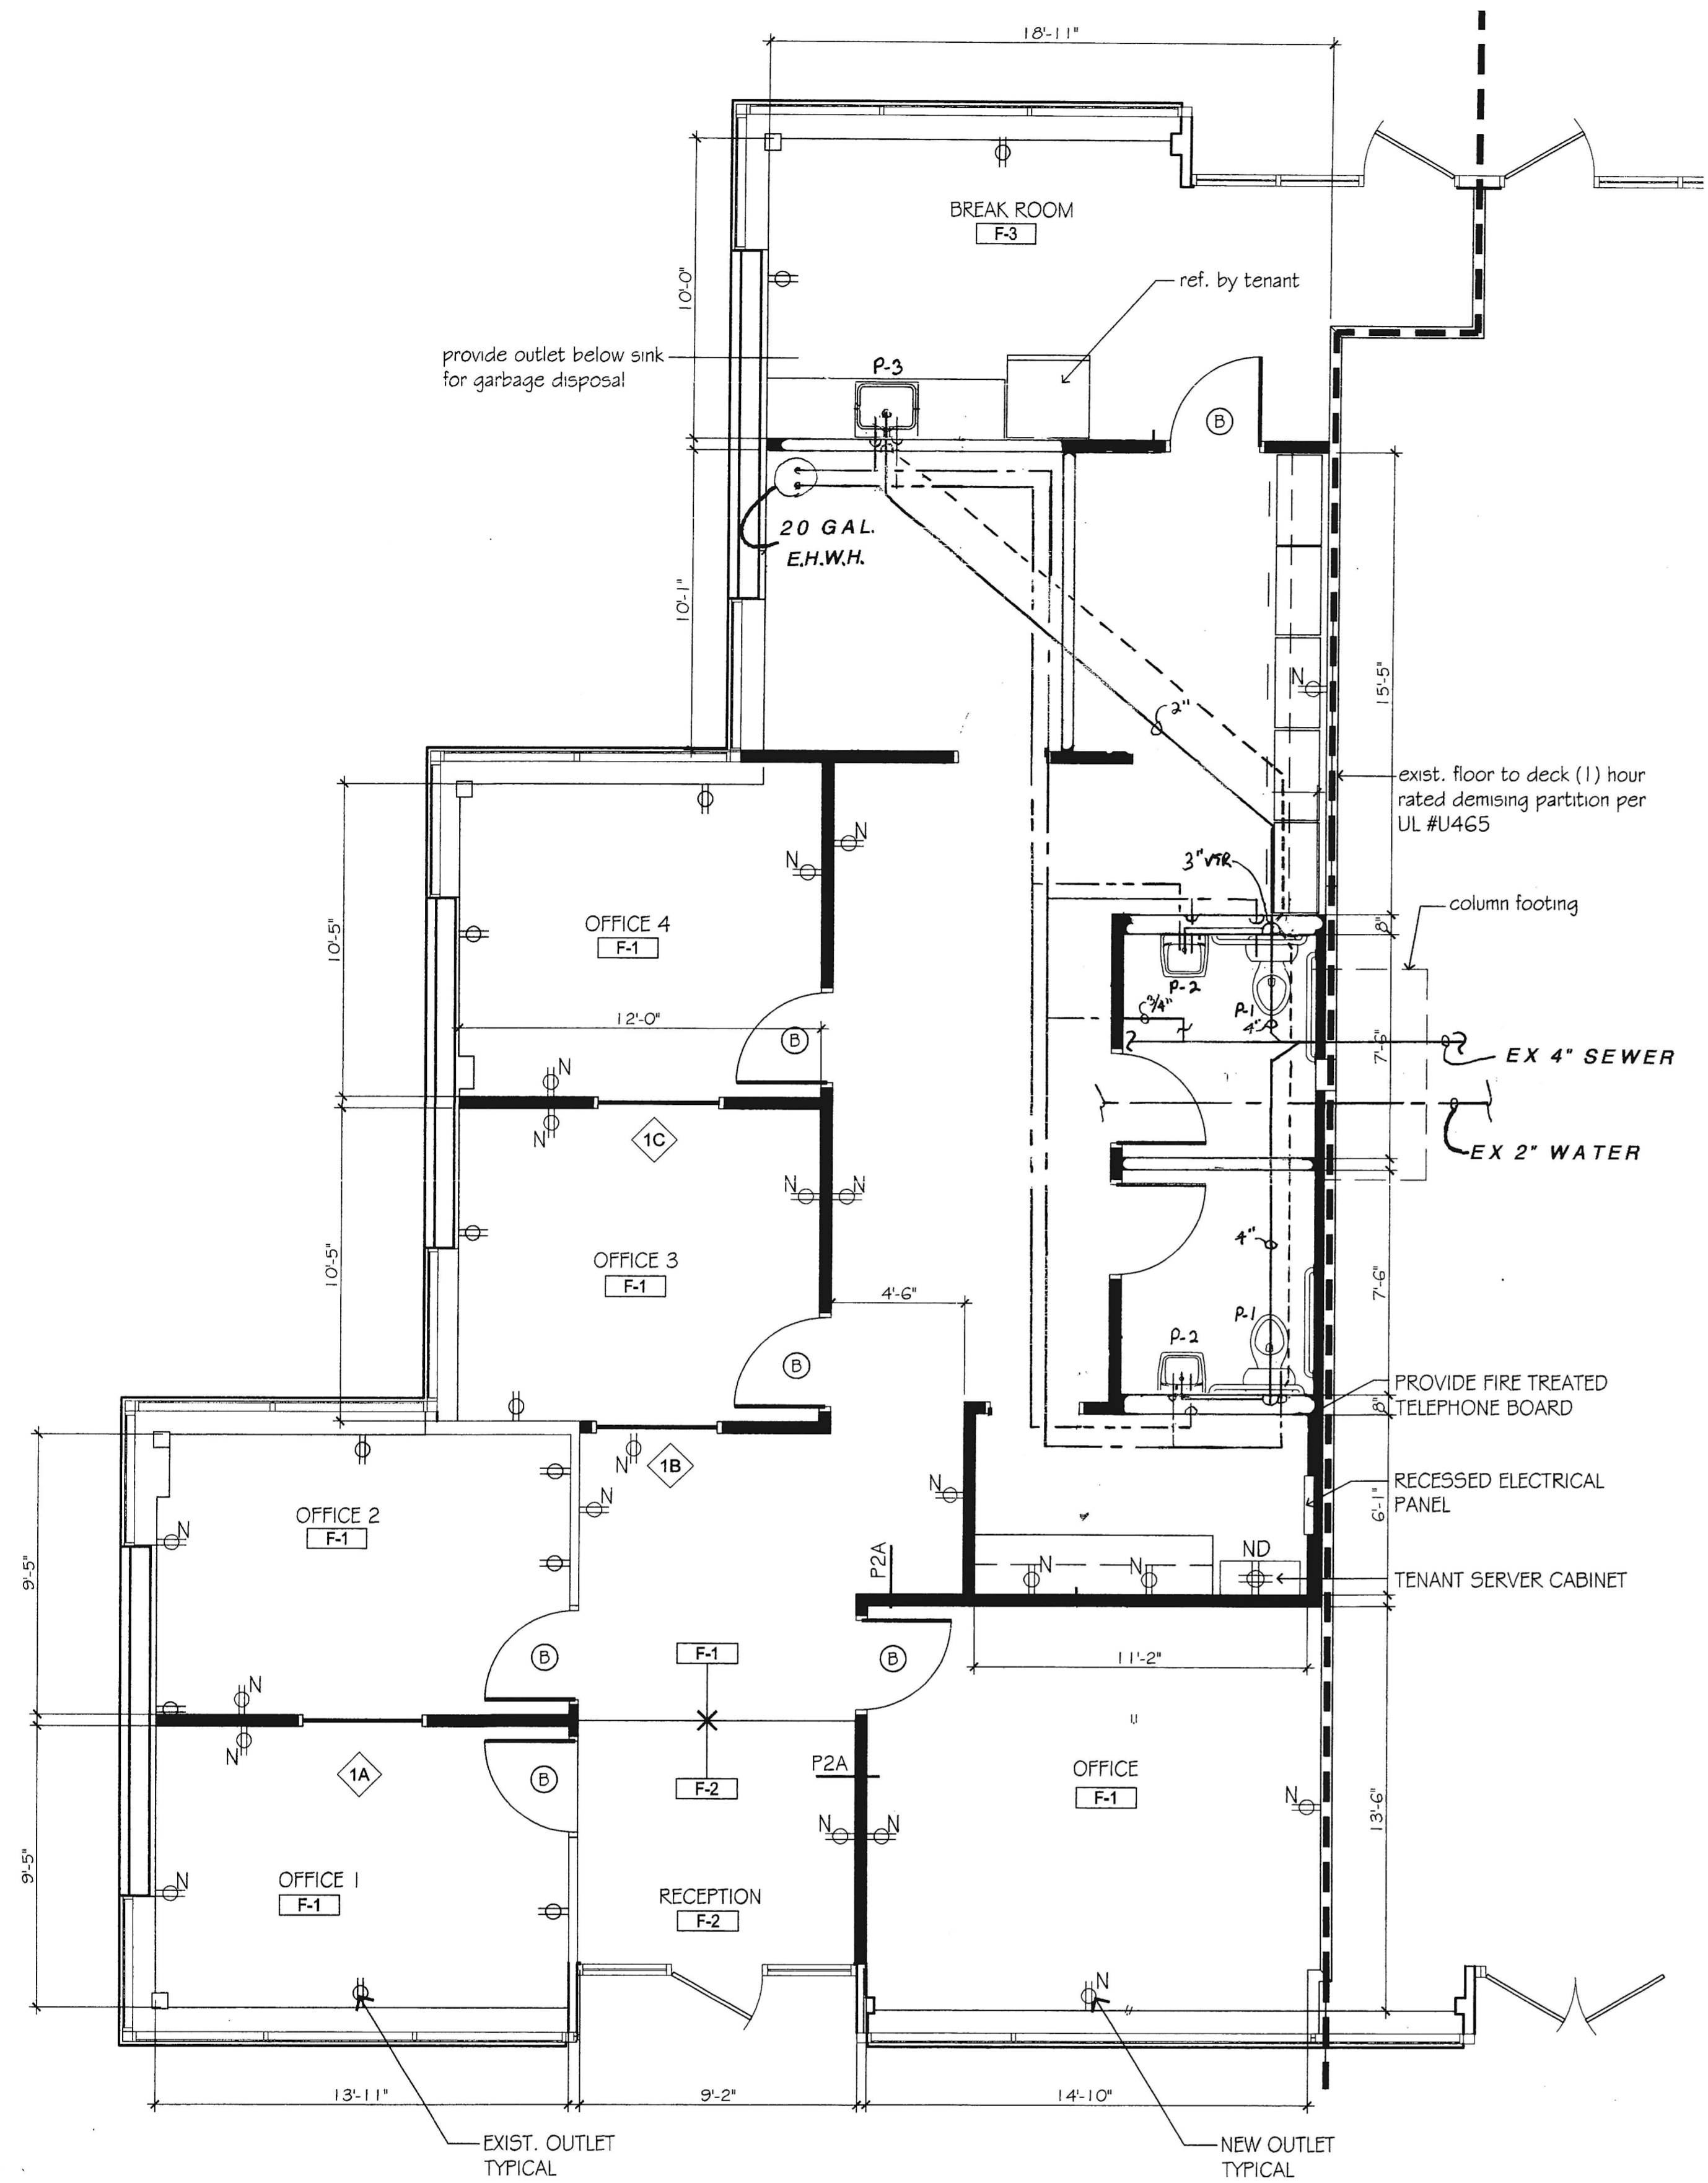 18'-11"
BREAK ROOM
F-3
10'-0"
ref. by tenant
provide outlet below sink
for garbage disposal
P-3
B
20 GAL.
E.H.W.H.
10'-1"
15'-5"
N
2"
exist. floor to deck (1) hour
rated demising partition per
UL #U465
3" VTR
column footing
8"
N
N
OFFICE 4
F-1
10'-5"
12'-0"
B
P-2
3/4"
P-1
4"
7'-6"
EX 4" SEWER
EX 2" WATER
N
N
1C
N
N
OFFICE 3
F-1
10'-5"
4'-6"
B
4"
7'-6"
P-1
P-2
PROVIDE FIRE TREATED
TELEPHONE BOARD
8"
RECESSED ELECTRICAL
PANEL
6'-1"
N
1B
N
N
OFFICE 2
F-1
N
9'-5"
P2A
N
N
ND
TENANT SERVER CABINET
B
F-1
B
11'-2"
N
N
1A
B
F-2
P2A
OFFICE
F-1
N
13'-6"
N
N
9'-5"
N
OFFICE 1
F-1
RECEPTION
F-2
N
13'-11"
9'-2"
14'-10"
EXIST. OUTLET
TYPICAL
NEW OUTLET
TYPICAL